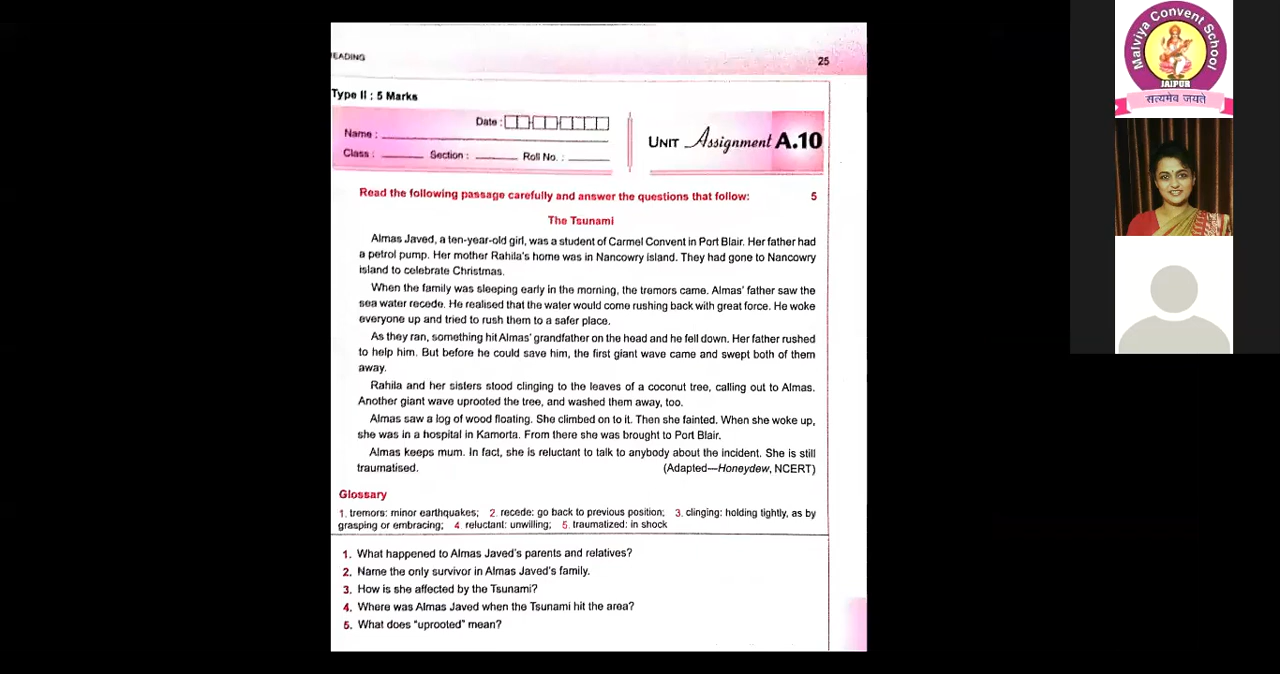 EADING
25
Type II : 5 Marks
Date :
Name :
Class : Section : Roll No. :
UNIT Assignment A.10
Read the following passage carefully and answer the questions that follow: 5
The Tsunami
Almas Javed, a ten-year-old girl, was a student of Carmel Convent in Port Blair. Her father had
a petrol pump. Her mother Rahila's home was in Nancowry island. They had gone to Nancowry
island to celebrate Christmas.
When the family was sleeping early in the morning, the tremors came. Almas' father saw the
sea water recede. He realised that the water would come rushing back with great force. He woke
everyone up and tried to rush them to a safer place.
As they ran, something hit Almas' grandfather on the head and he fell down. Her father rushed
to help him. But before he could save him, the first giant wave came and swept both of them
away.
Rahila and her sisters stood clinging to the leaves of a coconut tree, calling out to Almas.
Another giant wave uprooted the tree, and washed them away, too.
Almas saw a log of wood floating. She climbed on to it. Then she fainted. When she woke up,
she was in a hospital in Kamorta. From there she was brought to Port Blair.
Almas keeps mum. In fact, she is reluctant to talk to anybody about the incident. She is still
traumatised. (Adapted—Honeydew, NCERT)
Glossary
1. tremors: minor earthquakes; 2. recede: go back to previous position; 3. clinging: holding tightly, as by
grasping or embracing; 4. reluctant: unwilling; 5. traumatized: in shock
1. What happened to Almas Javed's parents and relatives?
2. Name the only survivor in Almas Javed's family.
3. How is she affected by the Tsunami?
4. Where was Almas Javed when the Tsunami hit the area?
5. What does "uprooted" mean?
Malviya Convent School
JAIPUR
सत्यमेव जयते